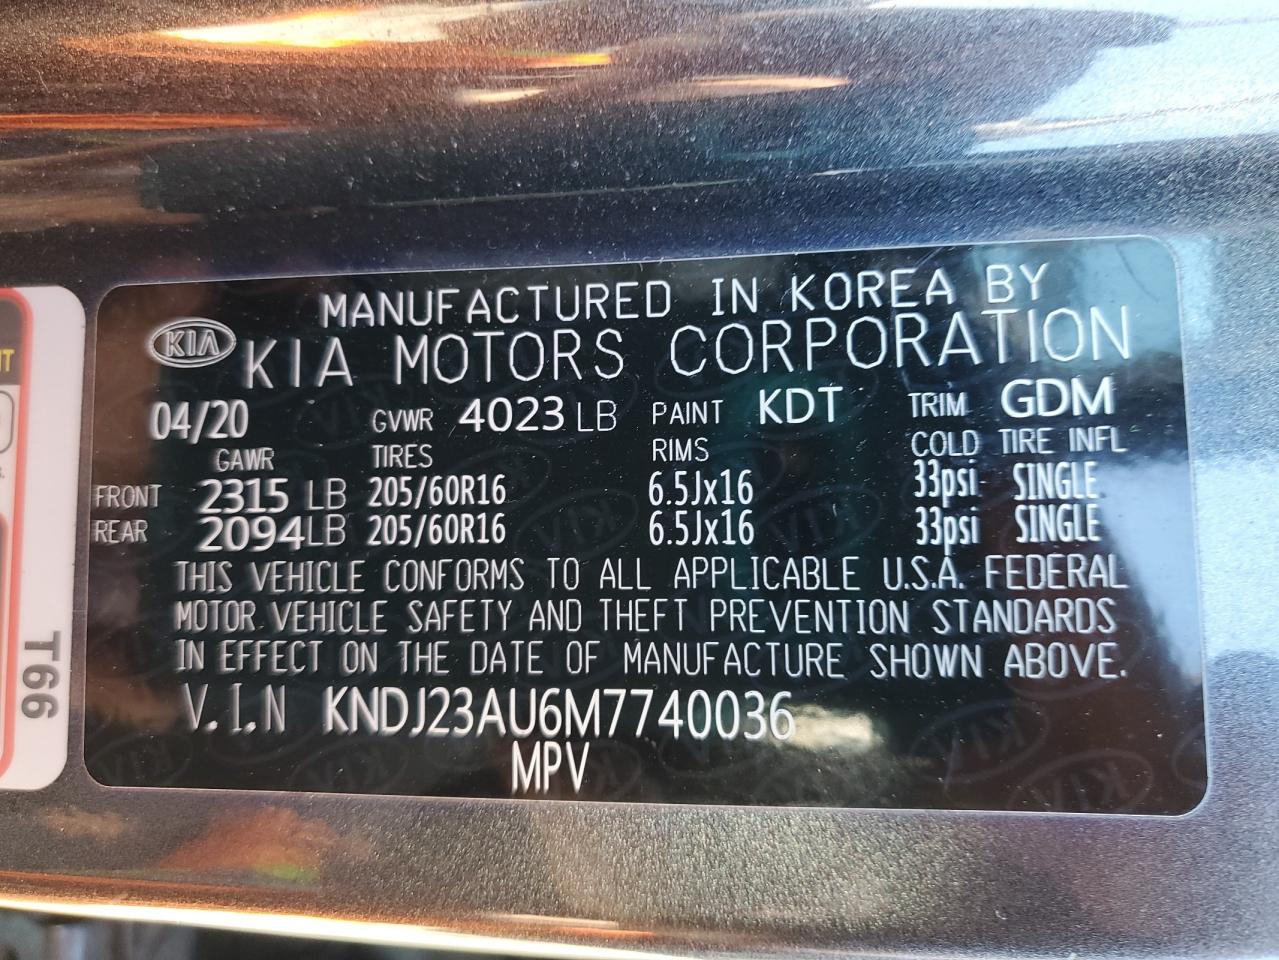 MANUFACTURED IN KOREA BY
KIA
KIA MOTORS CORPORATION
04/20 GVWR 4023 LB PAINT KDT TRIM GDM
GAWR TIRES RIMS COLD TIRE INFL
FRONT 2315 LB 205/60R16 6.5Jx16 33psi SINGLE
REAR 2094LB 205/60R16 6.5Jx16 33psi SINGLE
THIS VEHICLE CONFORMS TO ALL APPLICABLE U.S.A. FEDERAL
MOTOR VEHICLE SAFETY AND THEFT PREVENTION STANDARDS
IN EFFECT ON THE DATE OF MANUFACTURE SHOWN ABOVE.
V.I.N KNDJ23AU6M7740036
MPV
T66